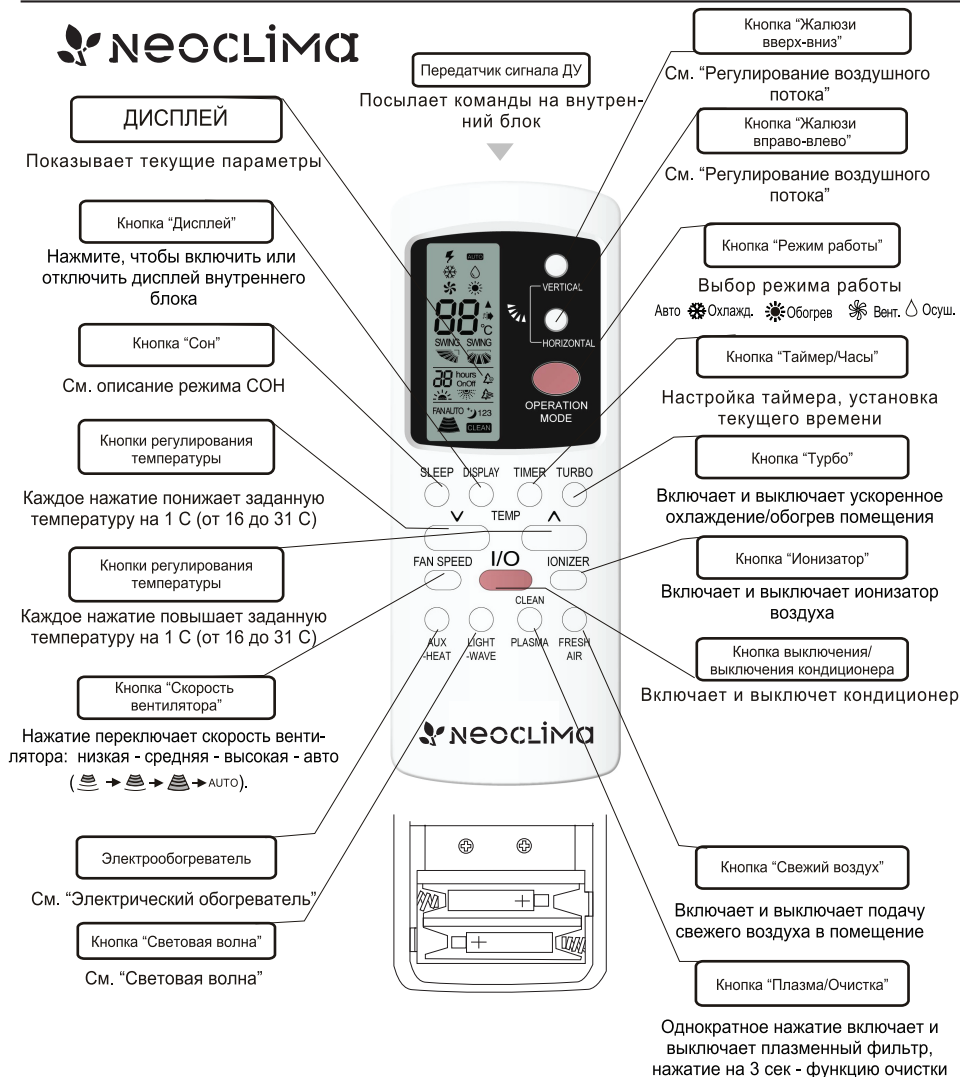 NEOCLIMA
Передатчик сигнала ДУ
Посылает команды на внутрен-
ний блок
ДИСПЛЕЙ
Показывает текущие параметры
Кнопка “Дисплей”
Нажмите, чтобы включить или
отключить дисплей внутреннего
блока
Кнопка “Сон”
См. описание режима СОН
Кнопки регулирования
температуры
Каждое нажатие понижает заданную
температуру на 1 С (от 16 до 31 С)
Кнопки регулирования
температуры
Каждое нажатие повышает заданную
температуру на 1 С (от 16 до 31 С)
Кнопка “Скорость
вентилятора”
Нажатие переключает скорость венти-
лятора: низкая - средняя - высокая - авто
( → → → AUTO).
Электрообогреватель
См. “Электрический обогреватель”
Кнопка “Световая волна”
См. “Световая волна”
AUTO
88 °C
SWING SWING
38 hours
OnOff
FAN AUTO 123
CLEAN
VERTICAL
HORIZONTAL
OPERATION
MODE
SLEEP DISPLAY TIMER TURBO
TEMP
FAN SPEED I/O IONIZER
CLEAN
AUX
-HEAT
LIGHT
-WAVE
PLASMA
FRESH
AIR
NEOCLIMA
Кнопка “Жалюзи
вверх-вниз”
См. “Регулирование воздушного
потока”
Кнопка “Жалюзи
вправо-влево”
См. “Регулирование воздушного
потока”
Кнопка “Режим работы”
Выбор режима работы
Авто Охлажд. Обогрев Вент. Осуш.
Кнопка “Таймер/Часы”
Настройка таймера, установка
текущего времени
Кнопка “Турбо”
Включает и выключает ускоренное
охлаждение/обогрев помещения
Кнопка “Ионизатор”
Включает и выключает ионизатор
воздуха
Кнопка выключения/
выключения кондиционера
Включает и выключет кондиционер
Кнопка “Свежий воздух”
Включает и выключает подачу
свежего воздуха в помещение
Кнопка “Плазма/Очистка”
Однократное нажатие включает и
выключает плазменный фильтр,
нажатие на 3 сек - функцию очистки